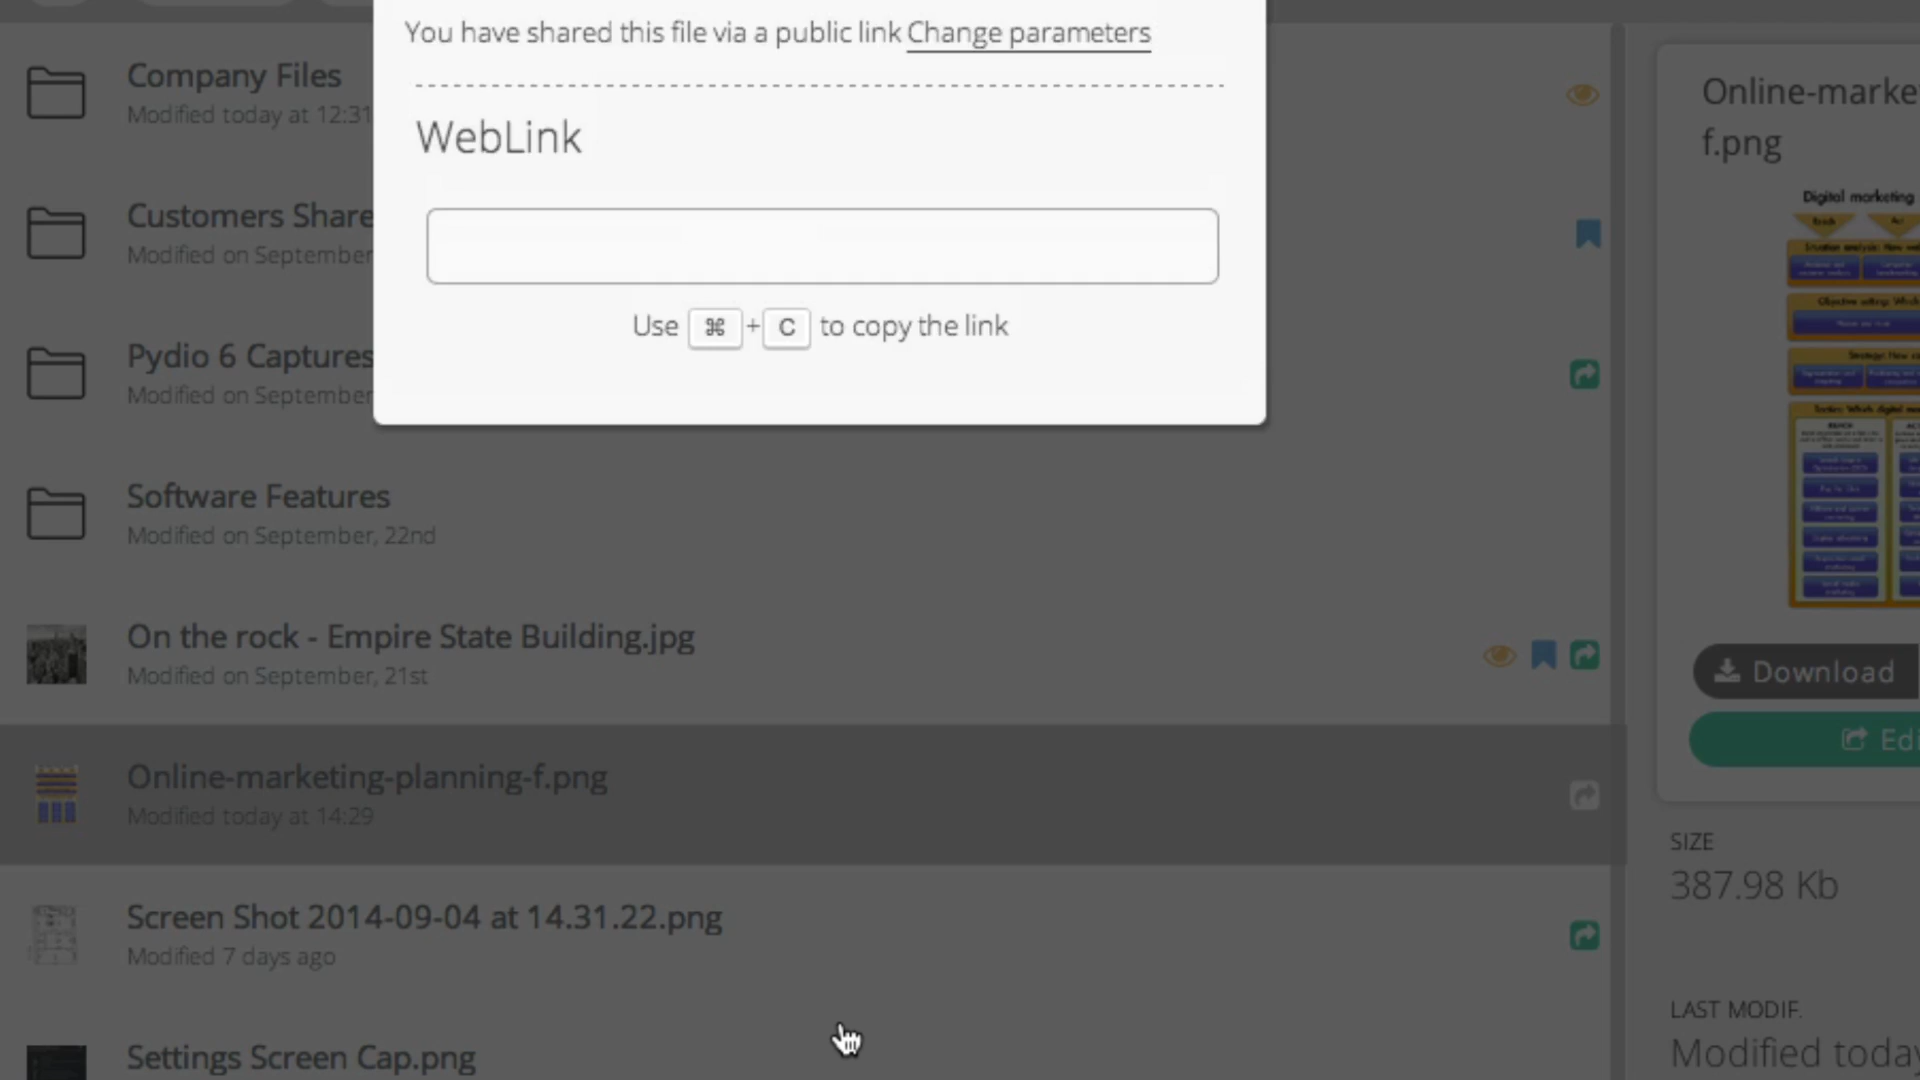 You have shared this file via a public link Change parameters
WebLink
Use ⌘ + C to copy the link
Company Files
Modified today at 12:31
Customers Share
Modified on September
Pydio 6 Captures
Modified on September
Software Features
Modified on September, 22nd
On the rock - Empire State Building.jpg
Modified on September, 21st
Online-marketing-planning-f.png
Modified today at 14:29
Screen Shot 2014-09-04 at 14.31.22.png
Modified 7 days ago
Settings Screen Cap.png
Online-marke
f.png
Digital marketing
Download
Edi
SIZE
387.98 Kb
LAST MODIF.
Modified today